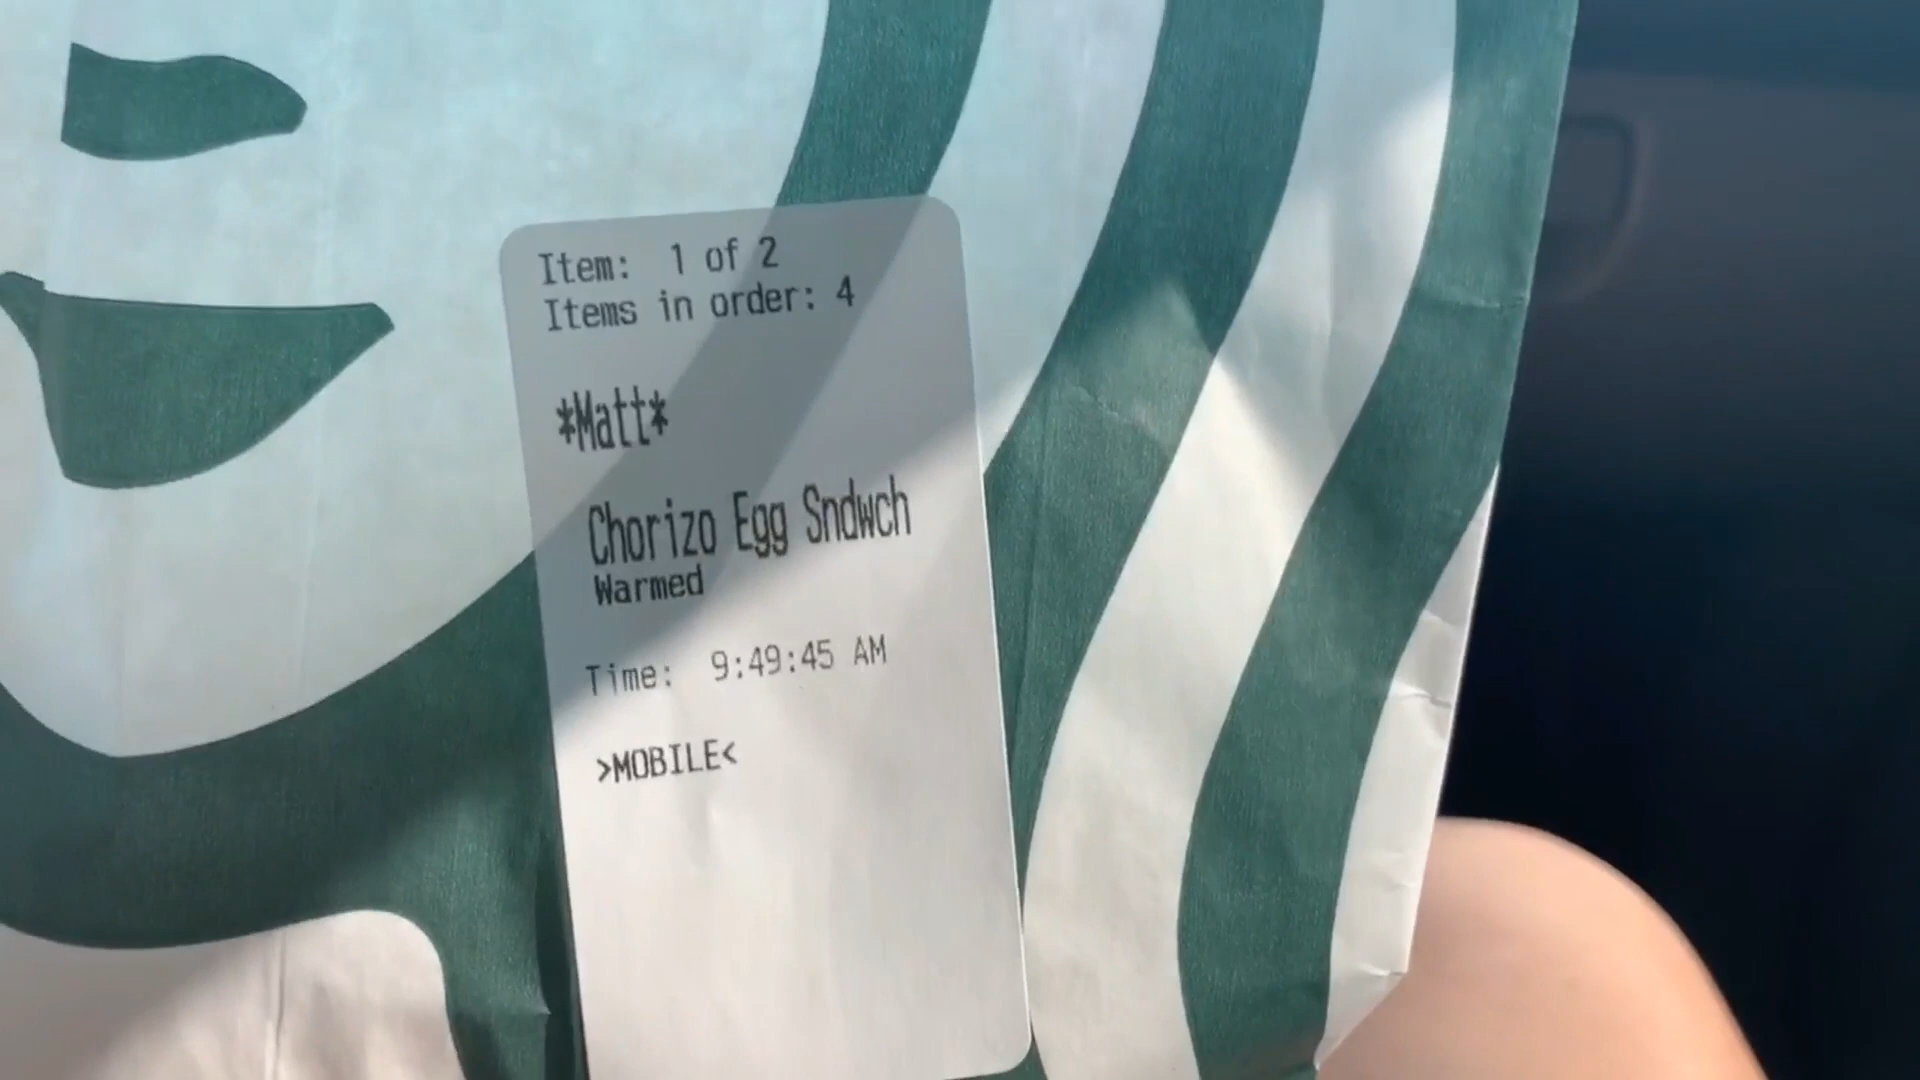 Item: 1 of 2
Items in order: 4
*Matt*
Chorizo Egg Sndwch
Warmed
Time: 9:49:45 AM
>MOBILE<